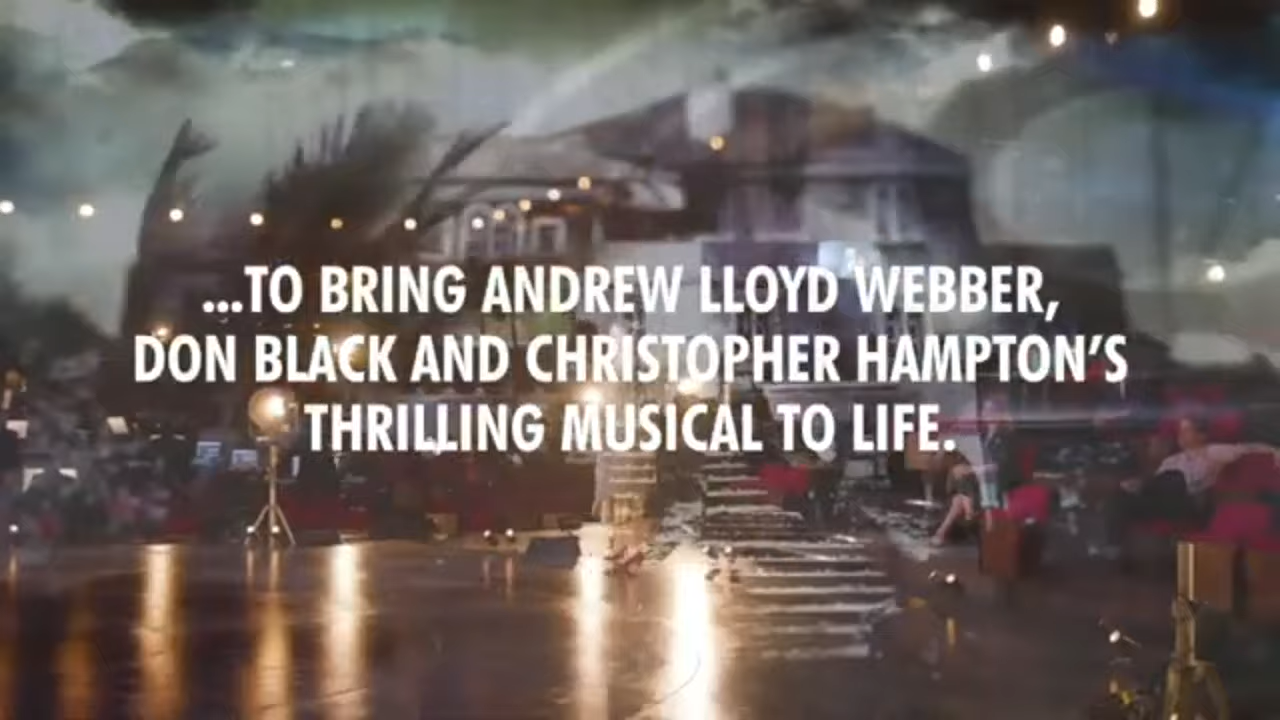 ...TO BRING ANDREW LLOYD WEBBER,
DON BLACK AND CHRISTOPHER HAMPTON'S
THRILLING MUSICAL TO LIFE.